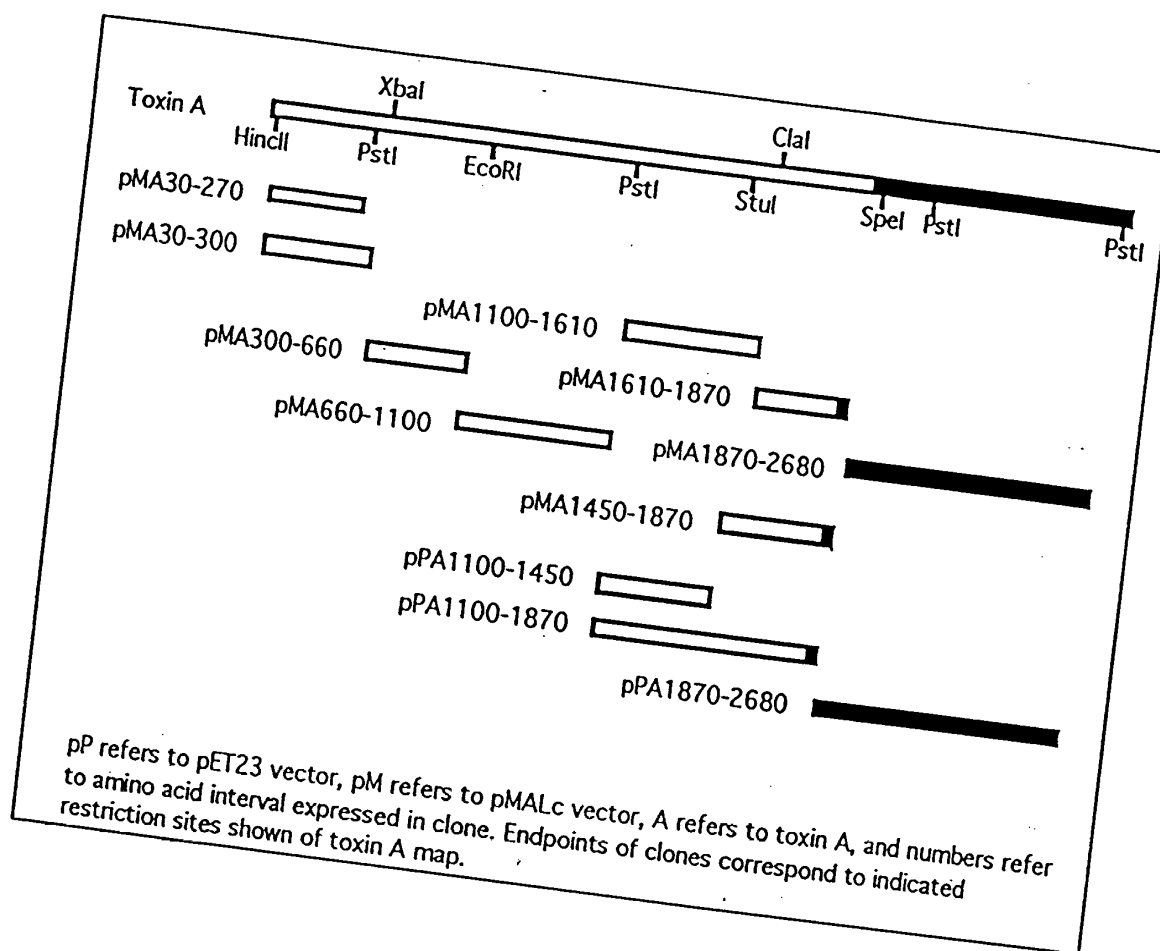 Toxin A
XbaI
ClaI
HincII
PstI
EcoRI
PstI
StuI
SpeI
PstI
PstI
pMA30-270
pMA30-300
pMA1100-1610
pMA300-660
pMA1610-1870
pMA660-1100
pMA1870-2680
pMA1450-1870
pPA1100-1450
pPA1100-1870
pPA1870-2680
pP refers to pET23 vector, pM refers to pMALc vector, A refers to toxin A, and numbers refer
to amino acid interval expressed in clone. Endpoints of clones correspond to indicated
restriction sites shown of toxin A map.